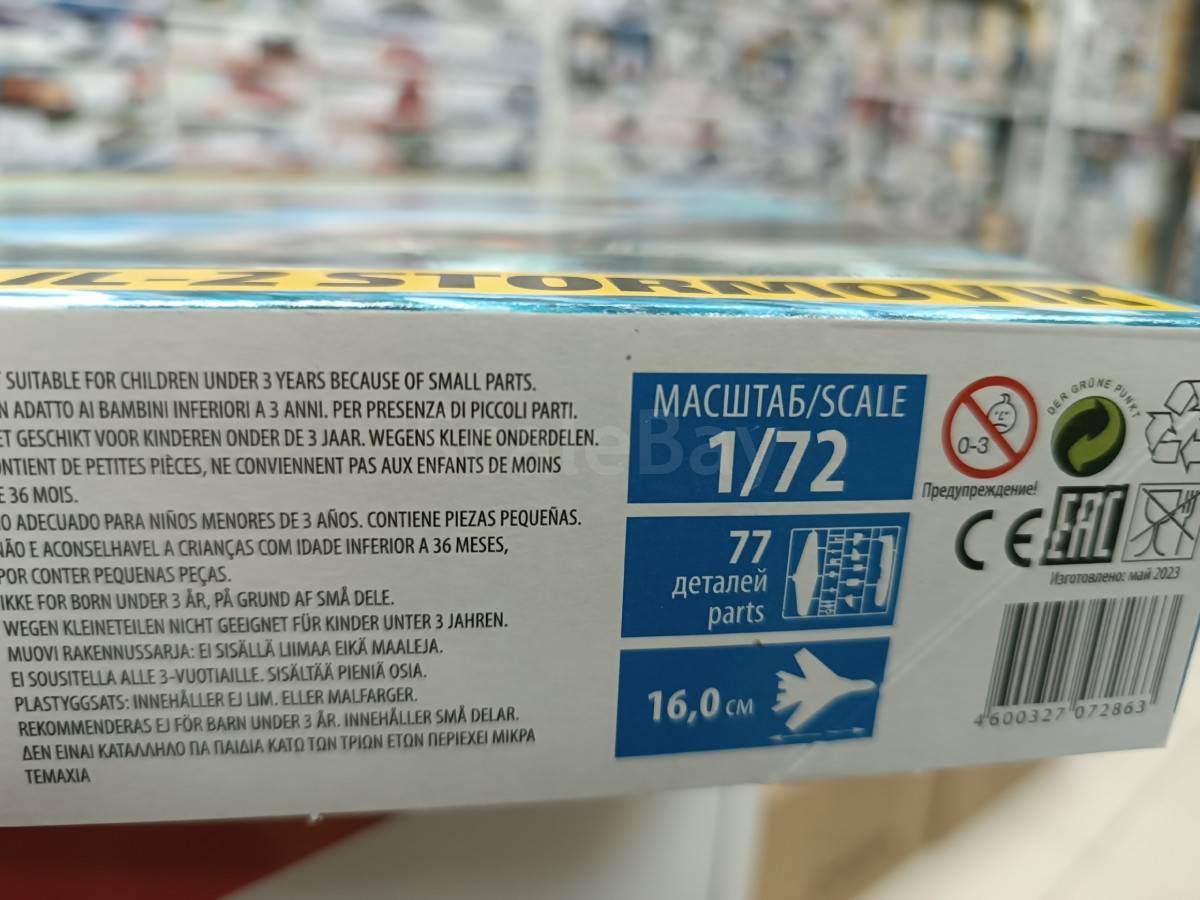 IL-2 STORMOVIK
SUITABLE FOR CHILDREN UNDER 3 YEARS BECAUSE OF SMALL PARTS.
ADATTO AI BAMBINI INFERIORI A 3 ANNI. PER PRESENZA DI PICCOLI PARTI.
GESCHIKT VOOR KINDEREN ONDER DE 3 JAAR. WEGENS KLEINE ONDERDELEN.
DE PETITES PIÈCES, NE CONVIENNENT PAS AUX ENFANTS DE MOINS
36 MOIS.
ADECUADO PARA NIÑOS MENORES DE 3 AÑOS. CONTIENE PIEZAS PEQUEÑAS.
E ACONSELHAVEL A CRIANÇAS COM IDADE INFERIOR A 36 MESES,
POR CONTER PEQUENAS PEÇAS.
IKKE FOR BORN UNDER 3 ÅR, PÅ GRUND AF SMÅ DELE.
WEGEN KLEINETEILEN NICHT GEEIGNET FÜR KINDER UNTER 3 JAHREN.
MUOVI RAKENNUSSARJA: EI SISÄLLÄ LIIMAA EIKÄ MAALEJA.
EI SOUSITELLA ALLE 3-VUOTIAILLE. SISÄLTÄÄ PIENIÄ OSIA.
PLASTYGGSATS: INNEHÅLLER EJ LIM. ELLER MALFARGER.
REKOMMENDERAS EJ FÖR BARN UNDER 3 ÅR. INNEHÅLLER SMÅ DELAR.
ΔΕΝ ΕΙΝΑΙ ΚΑΤΑΛΛΗΛΟ ΓΙΑ ΠΑΙΔΙΑ ΚΑΤΩ ΤΩΝ ΤΡΙΩΝ ΕΤΩΝ ΠΕΡΙΕΧΕΙ ΜΙΚΡΑ
ΤΕΜΑΧΙΑ
МАСШТАБ/SCALE
1/72
77
деталей
parts
16,0 см
0-3
Предупреждение!
DER GRÜNE PUNKT
CE EAC
Изготовлено: май 2023
4600327 072863